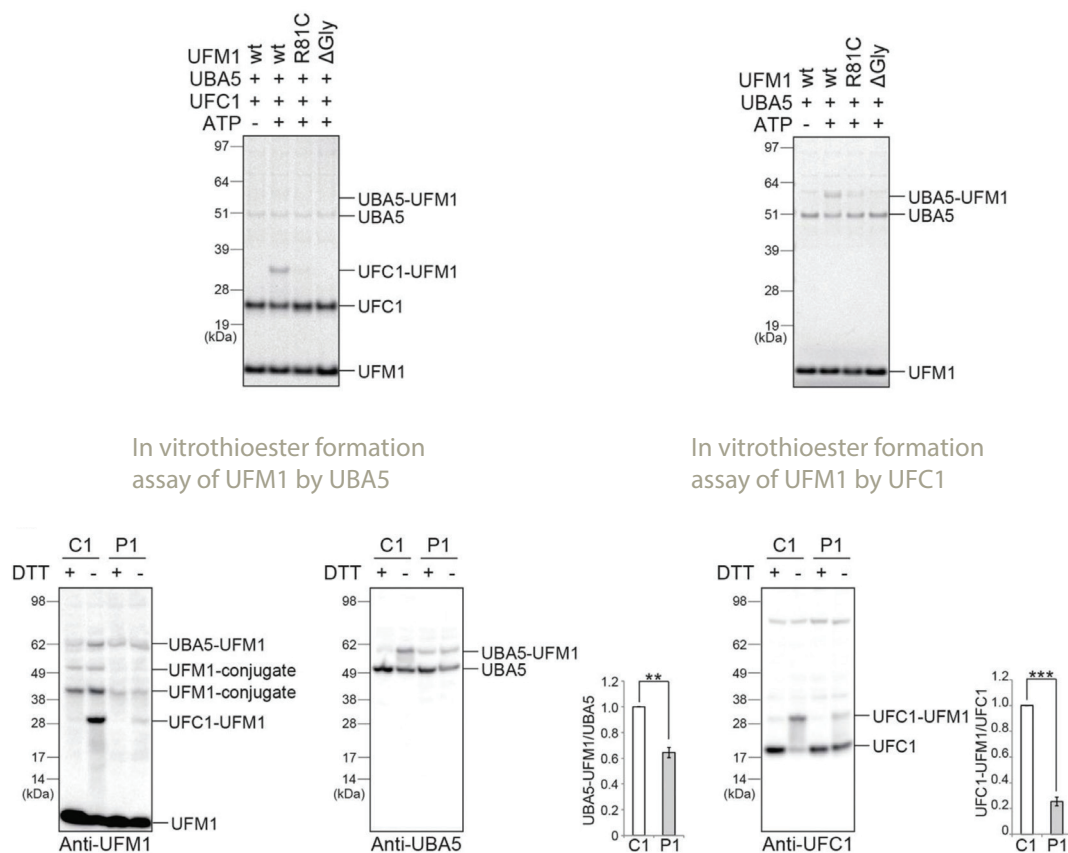 UFM1 wt wt R81C ΔGly
UBA5 + + + +
UFC1 + + + +
ATP - + + +
97
64
51
39
28
19
(kDa)
UBA5-UFM1
UBA5
UFC1-UFM1
UFC1
UFM1
UFM1 wt wt R81C ΔGly
UBA5 + + + +
ATP - + + +
97
64
51
39
28
19
(kDa)
UBA5-UFM1
UBA5
UFM1
In vitrothioester formation
assay of UFM1 by UBA5
In vitrothioester formation
assay of UFM1 by UFC1
C1 P1
DTT + - + -
98
62
49
38
28
17
14
(kDa)
UBA5-UFM1
UFM1-conjugate
UFM1-conjugate
UFC1-UFM1
UFM1
Anti-UFM1
C1 P1
DTT + - + -
98
62
49
38
28
17
14
(kDa)
UBA5-UFM1
UBA5
Anti-UBA5
UBA5-UFM1/UBA5
1.2
1
0.8
0.6
0.4
0.2
0
**
C1 P1
C1 P1
DTT + - + -
98
62
49
38
28
17
14
(kDa)
UFC1-UFM1
UFC1
Anti-UFC1
UFC1-UFM1/UFC1
1.2
1.0
0.8
0.6
0.4
0.2
0
***
C1 P1